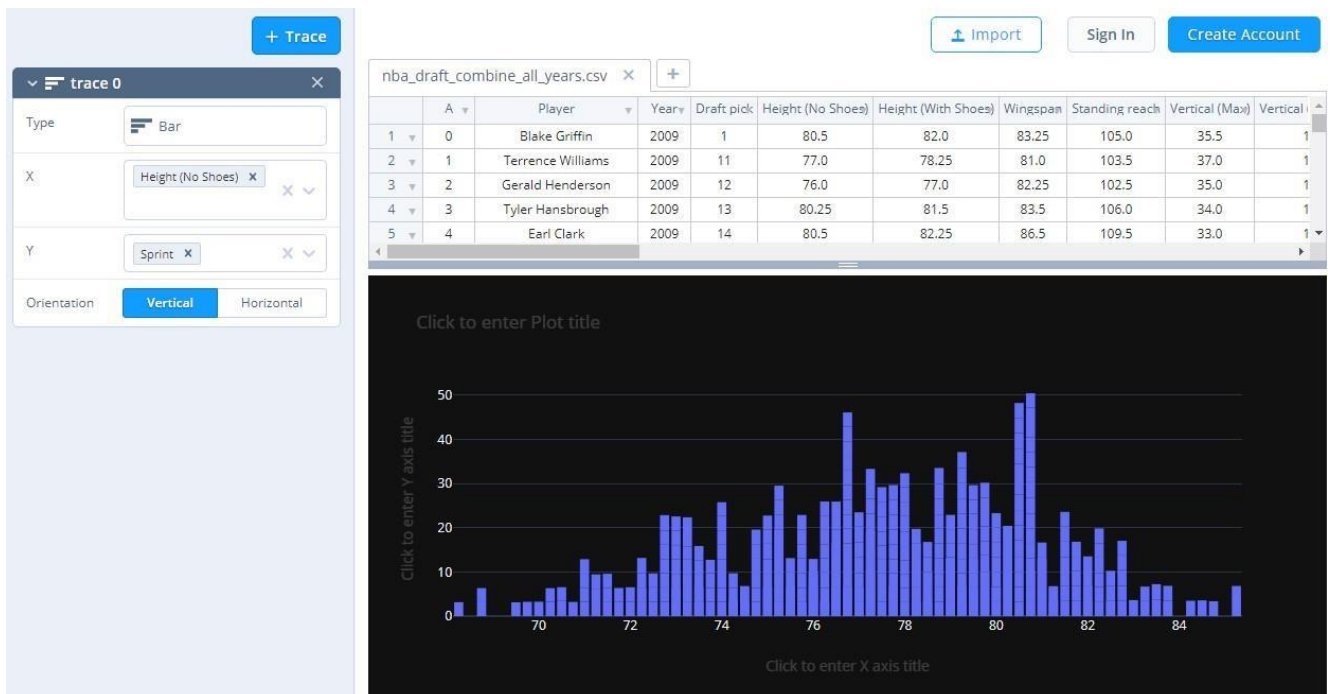 + Trace
Import
Sign In
Create Account
trace 0
Type
Bar
X
Height (No Shoes)
Y
Sprint
Orientation
Vertical
Horizontal
nba_draft_combine_all_years.csv
A Player Year Draft pick Height (No Shoes) Height (With Shoes) Wingspan Standing reach Vertical (Max) Vertical (
1 0 Blake Griffin 2009 1 80.5 82.0 83.25 105.0 35.5 1
2 1 Terrence Williams 2009 11 77.0 78.25 81.0 103.5 37.0 1
3 2 Gerald Henderson 2009 12 76.0 77.0 82.25 102.5 35.0 1
4 3 Tyler Hansbrough 2009 13 80.25 81.5 83.5 106.0 34.0 1
5 4 Earl Clark 2009 14 80.5 82.25 86.5 109.5 33.0 1
Click to enter Plot title
Click to enter Y axis title
50
40
30
20
10
0
70 72 74 76 78 80 82 84
Click to enter X axis title